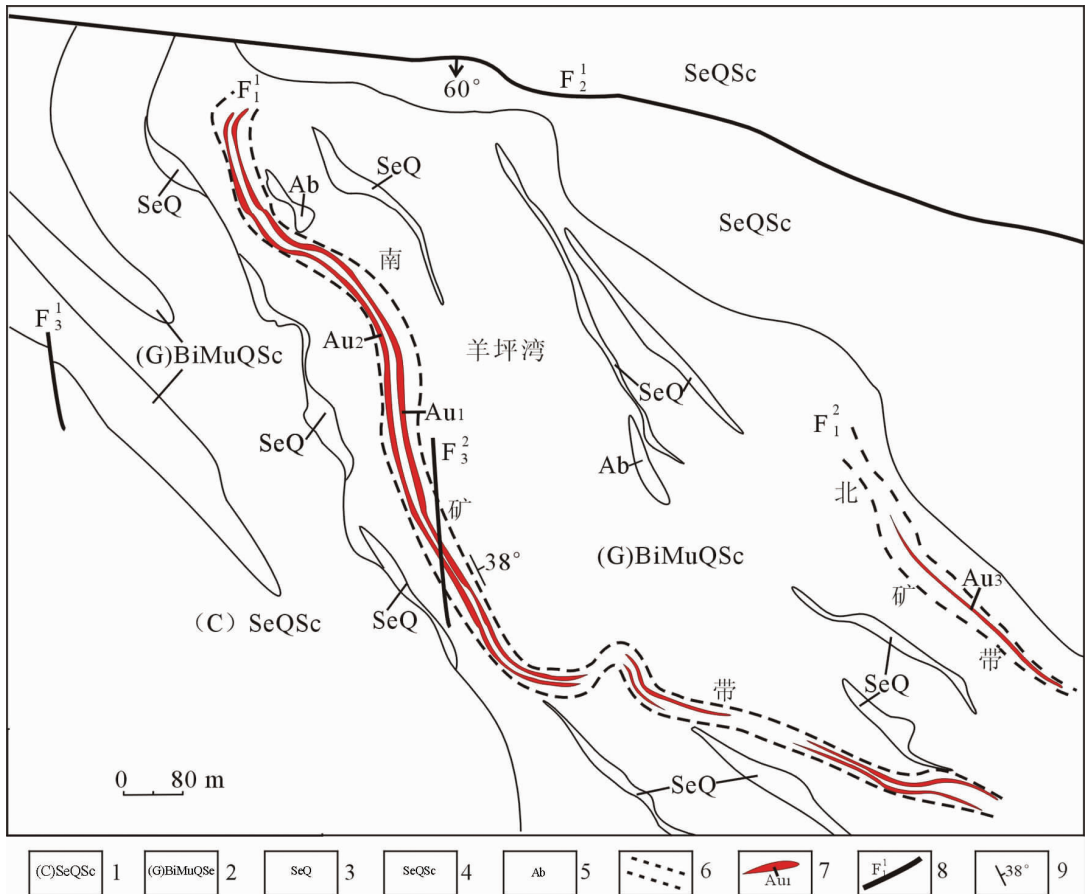 SeQSc
F₂¹
60°
F₁¹
SeQ
SeQ
Ab
SeQSc
南
F₃¹
羊坪湾
Au₂
(G)BiMuQSc
SeQ
Au₁
SeQ
F₁²
F₃²
Ab
北
矿
38°
(G)BiMuQSc
Au₃
SeQ
(C) SeQSc
矿
带
SeQ
带
0 80 m
SeQ
(C)SeQSc 1 (G)BiMuQSe 2 SeQ 3 SeQSc 4 Ab 5 6 Au₁ 7 F₁¹ 8 38° 9